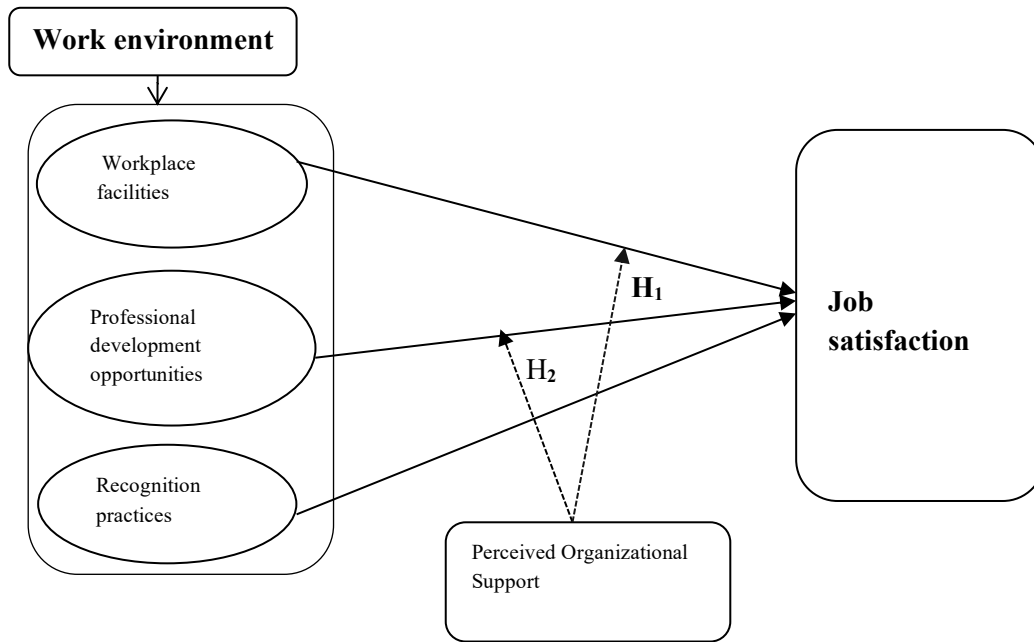 Work environment
Workplace
facilities
Professional
development
opportunities
Recognition
practices
H₁
H₂
Job
satisfaction
Perceived Organizational
Support